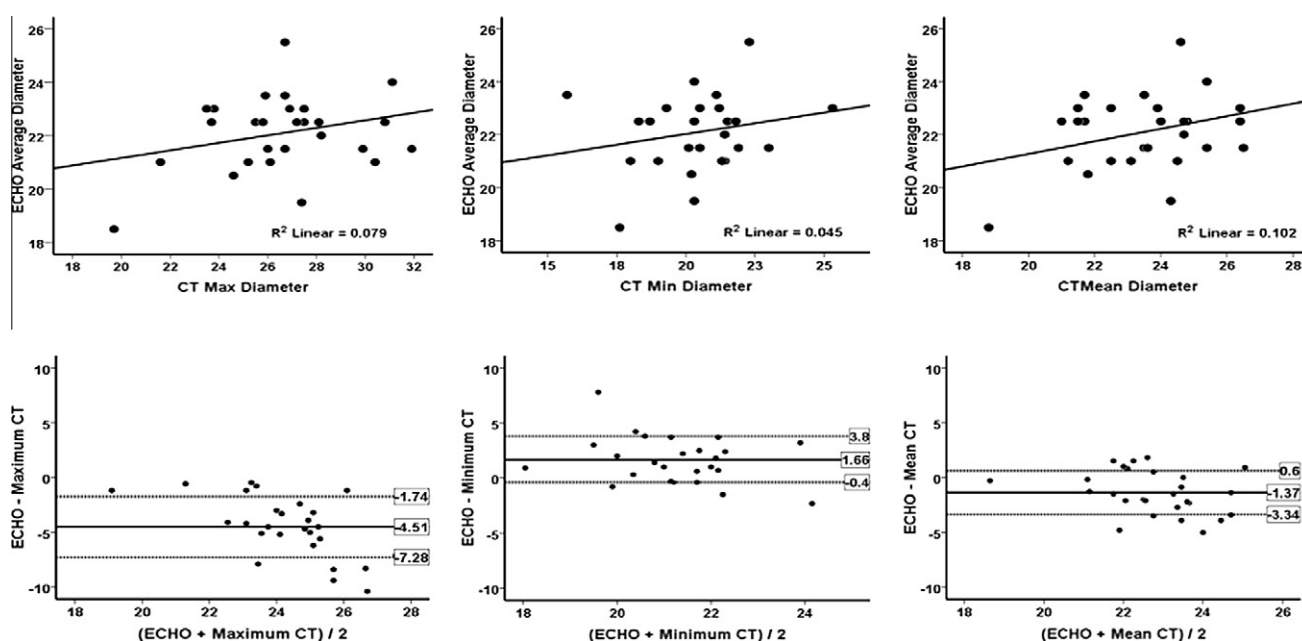 ECHO Average Diameter
26
24
22
20
18
R² Linear = 0.079
18 20 22 24 26 28 30 32
CT Max Diameter
ECHO Average Diameter
26
24
22
20
18
R² Linear = 0.045
15 18 20 23 25
CT Min Diameter
ECHO Average Diameter
26
24
22
20
18
R² Linear = 0.102
18 20 22 24 26 28
CTMean Diameter
ECHO - Maximum CT
10
5
0
-5
-10
-1.74
-4.51
-7.28
18 20 22 24 26 28
(ECHO + Maximum CT) / 2
ECHO - Minimum CT
10
5
0
-5
-10
3.8
1.66
-0.4
18 20 22 24
(ECHO + Minimum CT) / 2
ECHO - Mean CT
10
5
0
-5
-10
0.6
-1.37
-3.34
18 20 22 24 26
(ECHO + Mean CT) / 2